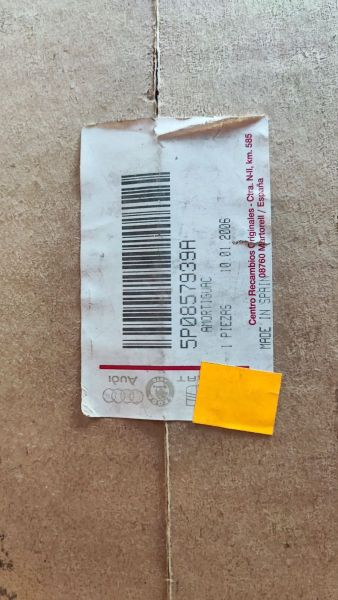 Audi
5P0857939A
AMORTIGUAC
1 PIEZAS 10.01.2006
Centro Recambios Originales - Ctra. N-II, km. 585
08760 Martorell / España
MADE IN SPAIN